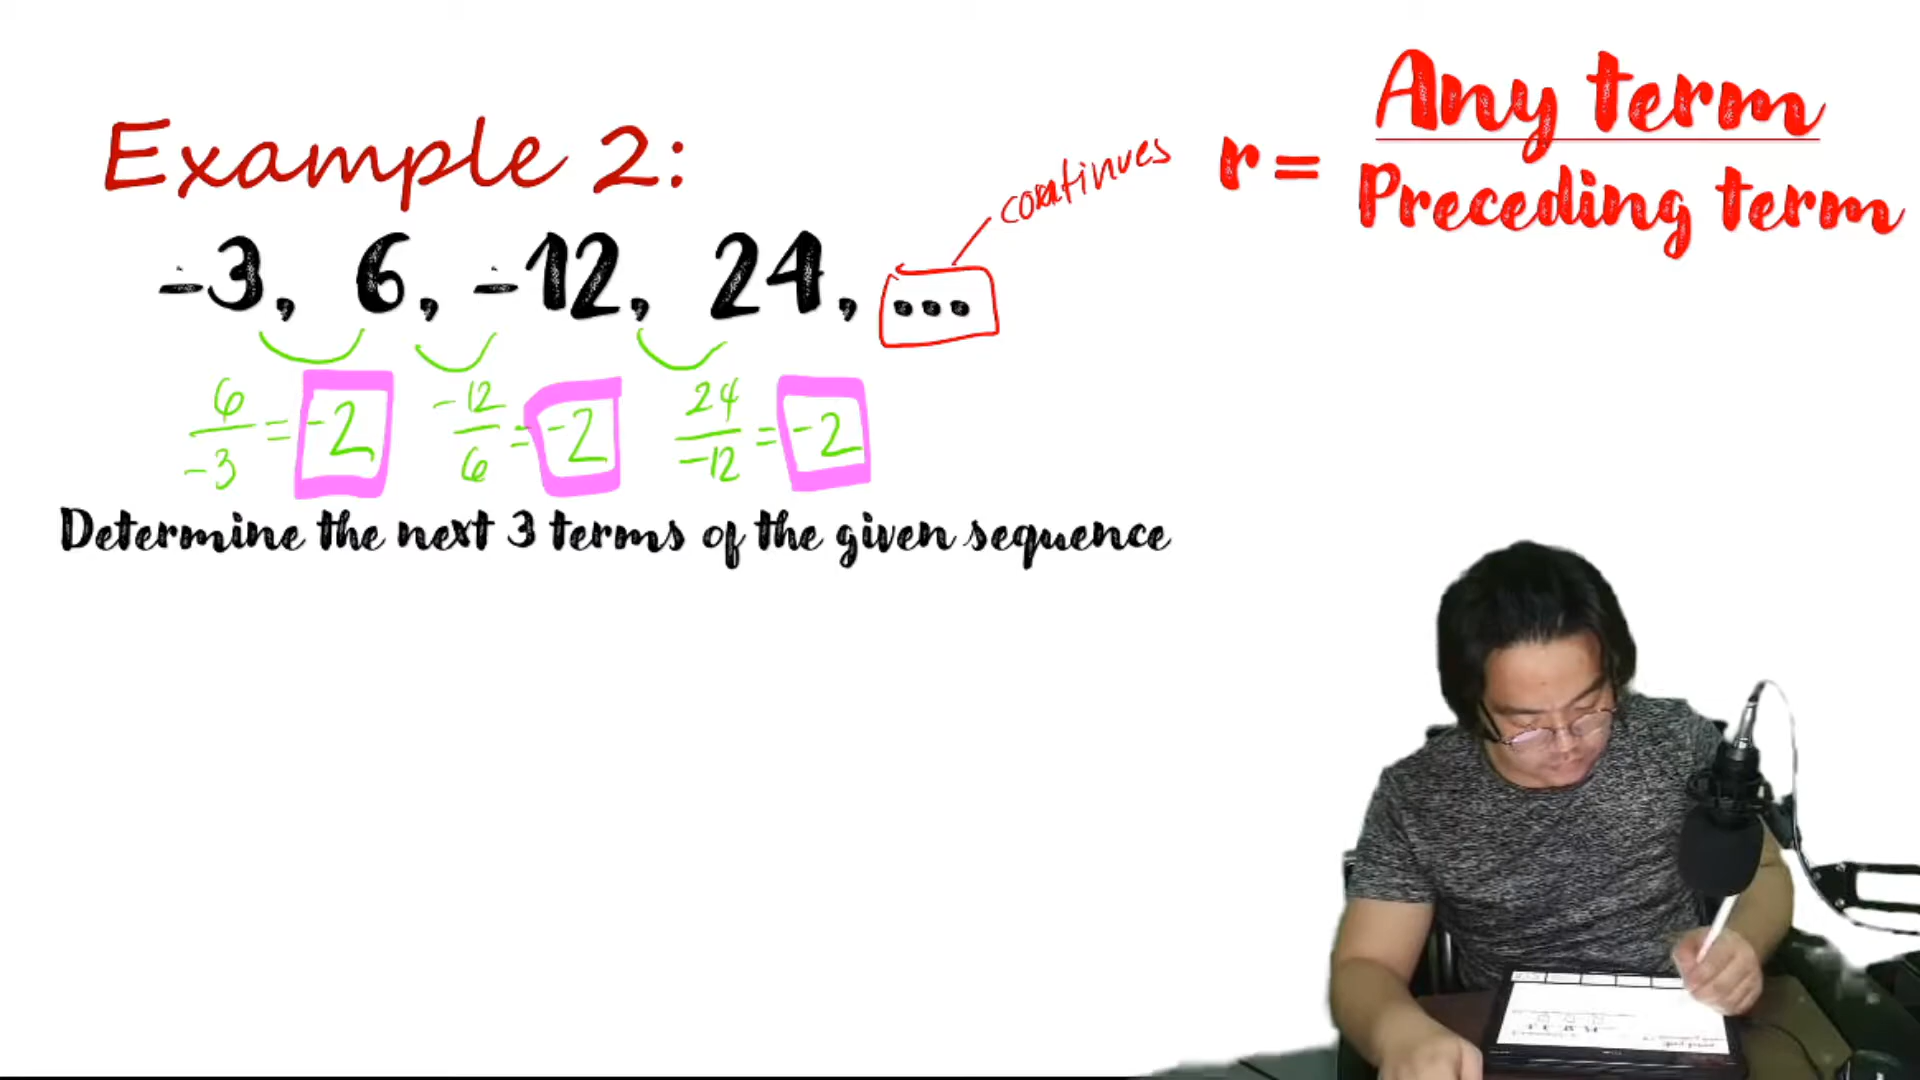 Example 2:
-3, 6, -12, 24, ...
continues
r = Any term
Preceding term
6/-3 = -2
-12/6 = -2
24/-12 = -2
Determine the next 3 terms of the given sequence